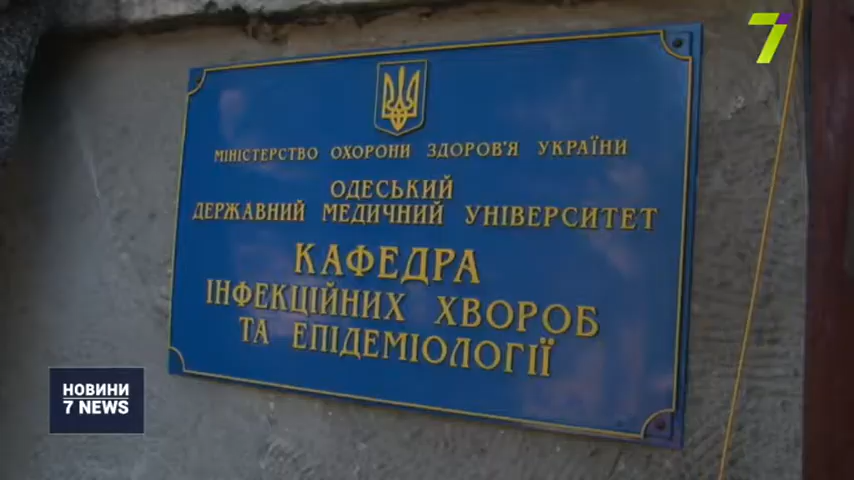 7
МІНІСТЕРСТВО ОХОРОНИ ЗДОРОВ'Я УКРАЇНИ
ОДЕСЬКИЙ
ДЕРЖАВНИЙ МЕДИЧНИЙ УНІВЕРСИТЕТ
КАФЕДРА
ІНФЕКЦІЙНИХ ХВОРОБ
ТА ЕПІДЕМІОЛОГІЇ
НОВИНИ
7 NEWS